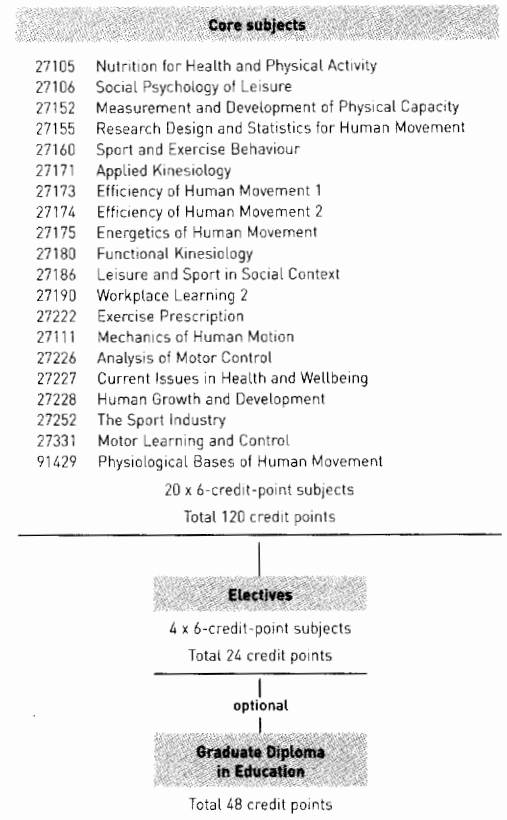 Core subjects
27105 Nutrition for Health and Physical Activity
27106 Social Psychology of Leisure
27152 Measurement and Development of Physical Capacity
27155 Research Design and Statistics for Human Movement
27160 Sport and Exercise Behaviour
27171 Applied Kinesiology
27173 Efficiency of Human Movement 1
27174 Efficiency of Human Movement 2
27175 Energetics of Human Movement
27180 Functional Kinesiology
27186 Leisure and Sport in Social Context
27190 Workplace Learning 2
27222 Exercise Prescription
27111 Mechanics of Human Motion
27226 Analysis of Motor Control
27227 Current Issues in Health and Wellbeing
27228 Human Growth and Development
27252 The Sport Industry
27331 Motor Learning and Control
91429 Physiological Bases of Human Movement
20 x 6-credit-point subjects
Total 120 credit points
Electives
4 x 6-credit-point subjects
Total 24 credit points
optional
Graduate Diploma
in Education
Total 48 credit points